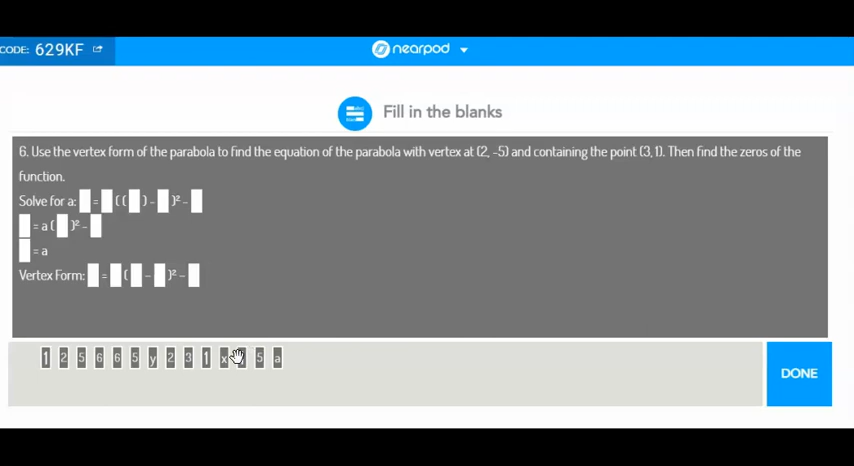 CODE: 629KF
nearpod
Fill in the blanks
6. Use the vertex form of the parabola to find the equation of the parabola with vertex at (2, -5) and containing the point (3, 1). Then find the zeros of the
function.
Solve for a: = (( ) - )² -
= a ( )² -
= a
Vertex Form: = ( - )² -
1 2 5 6 6 5 y 2 3 1 x 5 a
DONE